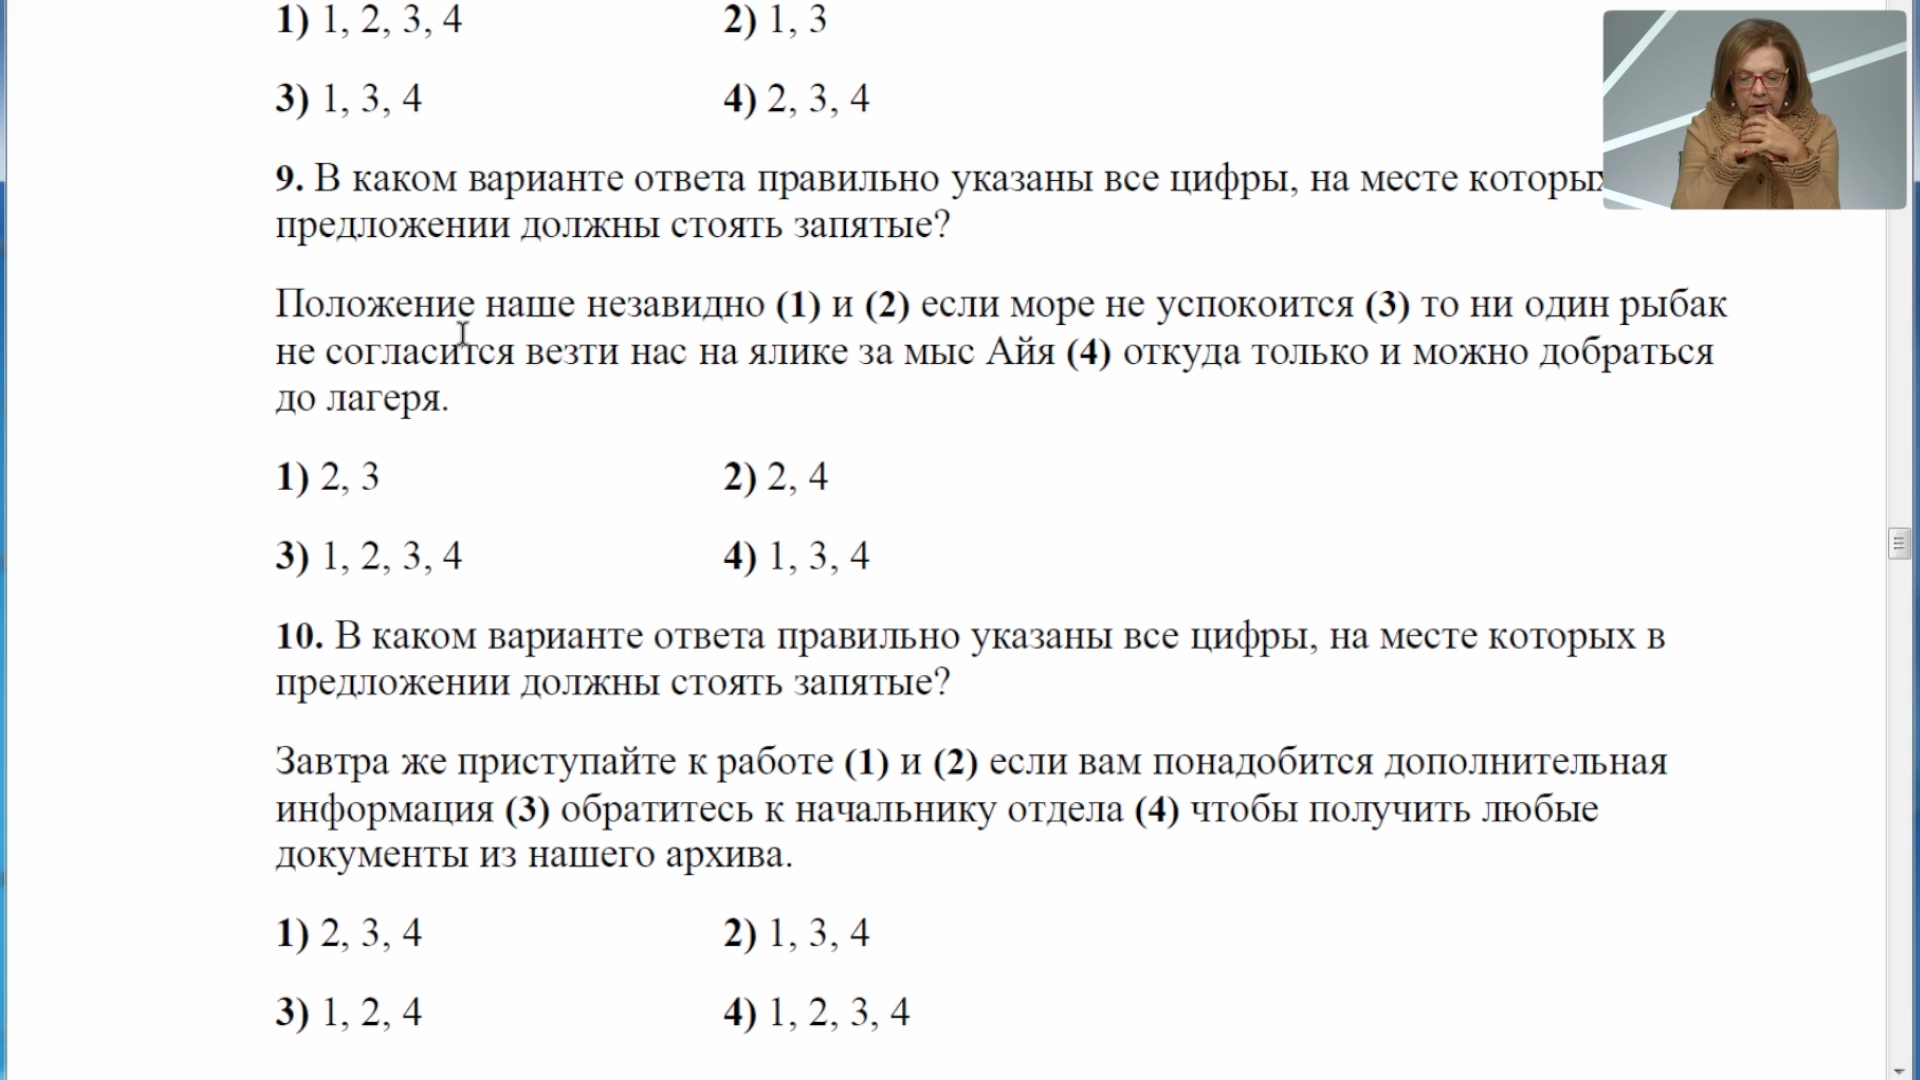 1) 1, 2, 3, 4 2) 1, 3
3) 1, 3, 4 4) 2, 3, 4
9. В каком варианте ответа правильно указаны все цифры, на месте
предложении должны стоять запятые?
Положение наше незавидно (1) и (2) если море не успокоится (3) то ни один рыбак
не согласится везти нас на ялике за мыс Айя (4) откуда только и можно добраться
до лагеря.
1) 2, 3 2) 2, 4
3) 1, 2, 3, 4 4) 1, 3, 4
10. В каком варианте ответа правильно указаны все цифры, на месте которых в
предложении должны стоять запятые?
Завтра же приступайте к работе (1) и (2) если вам понадобится дополнительная
информация (3) обратитесь к начальнику отдела (4) чтобы получить любые
документы из нашего архива.
1) 2, 3, 4 2) 1, 3, 4
3) 1, 2, 4 4) 1, 2, 3, 4